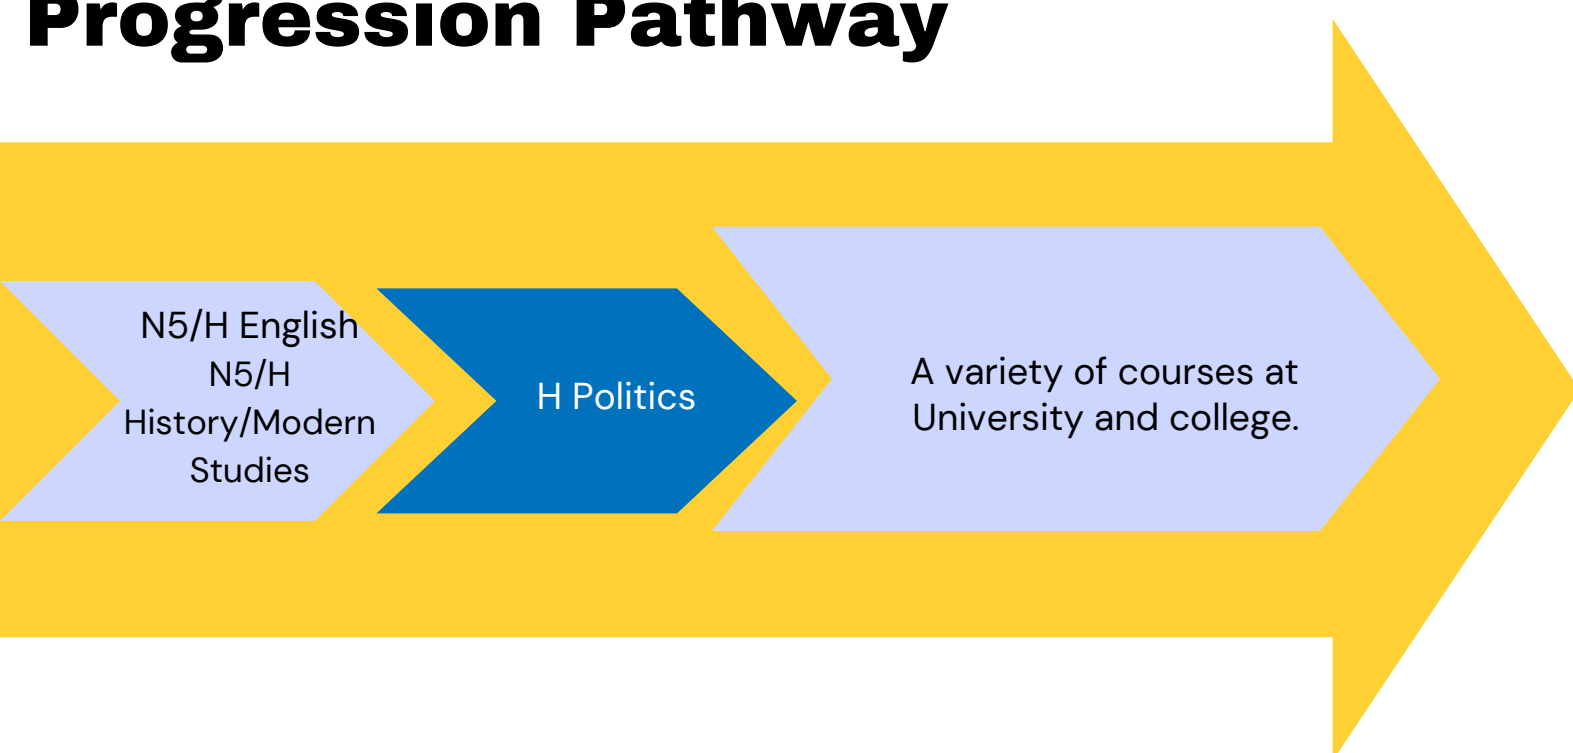 Progression Pathway
N5/H English
N5/H
History/Modern
Studies
H Politics
A variety of courses at
University and college.